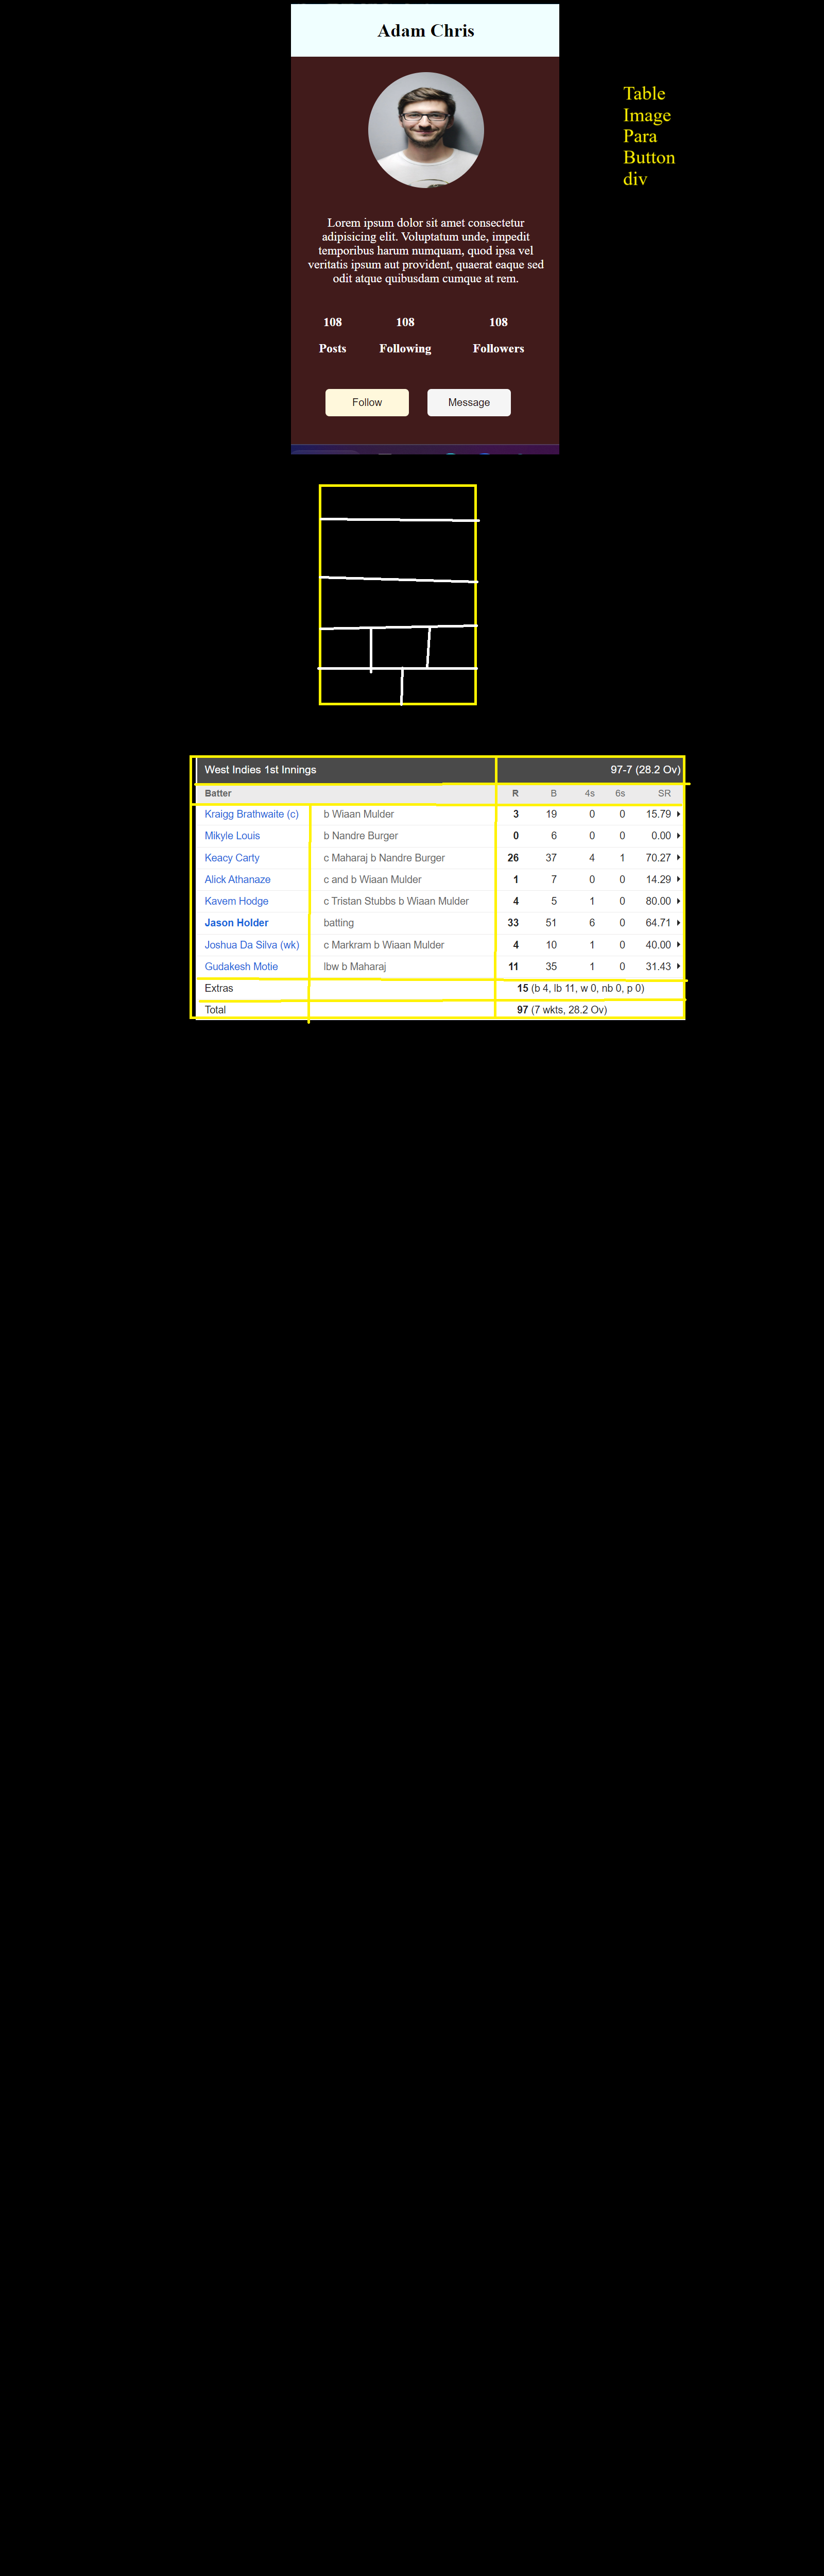 Adam Chris
Table
Image
Para
Button
div
Lorem ipsum dolor sit amet consectetur
adipisicing elit. Voluptatum unde, impedit
temporibus harum numquam, quod ipsa vel
veritatis ipsum aut provident, quaerat eaque sed
odit atque quibusdam cumque at rem.
108 108 108
Posts Following Followers
Follow Message
West Indies 1st Innings 97-7 (28.2 Ov)
Batter R B 4s 6s SR
Kraigg Brathwaite (c) b Wiaan Mulder 3 19 0 0 15.79
Mikyle Louis b Nandre Burger 0 6 0 0 0.00
Keacy Carty c Maharaj b Nandre Burger 26 37 4 1 70.27
Alick Athanaze c and b Wiaan Mulder 1 7 0 0 14.29
Kavem Hodge c Tristan Stubbs b Wiaan Mulder 4 5 1 0 80.00
Jason Holder batting 33 51 6 0 64.71
Joshua Da Silva (wk) c Markram b Wiaan Mulder 4 10 1 0 40.00
Gudakesh Motie lbw b Maharaj 11 35 1 0 31.43
Extras 15 (b 4, lb 11, w 0, nb 0, p 0)
Total 97 (7 wkts, 28.2 Ov)